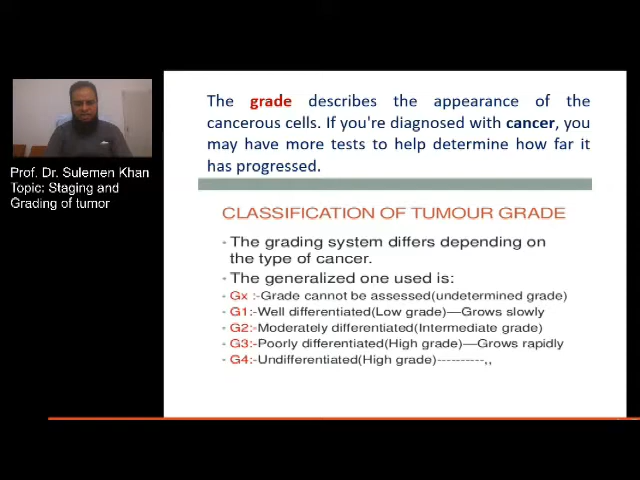 Prof. Dr. Sulemen Khan
Topic: Staging and
Grading of tumor
The grade describes the appearance of the
cancerous cells. If you're diagnosed with cancer, you
may have more tests to help determine how far it
has progressed.
CLASSIFICATION OF TUMOUR GRADE
• The grading system differs depending on
the type of cancer.
• The generalized one used is:
• Gx :-Grade cannot be assessed(undetermined grade)
• G1:-Well differentiated(Low grade)—Grows slowly
• G2:-Moderately differentiated(Intermediate grade)
• G3:-Poorly differentiated(High grade)—Grows rapidly
• G4:-Undifferentiated(High grade)----------,,